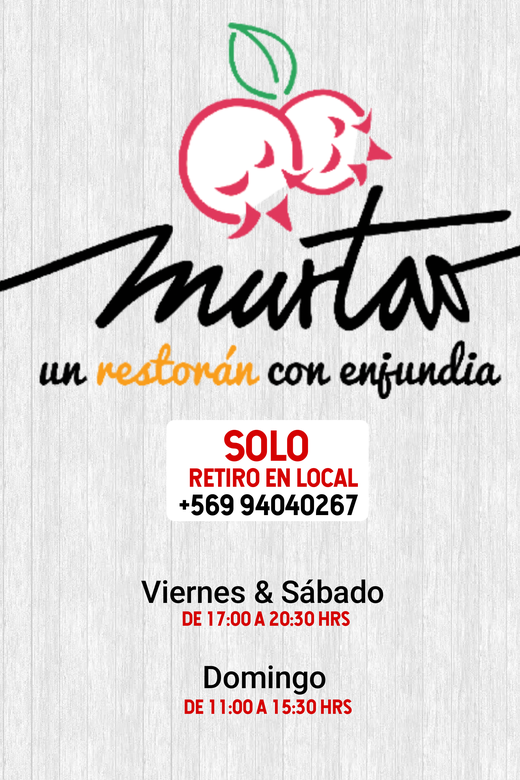 murtao
un restorán con enjundia
SOLO
RETIRO EN LOCAL
+569 94040267
Viernes & Sábado
DE 17:00 A 20:30 HRS
Domingo
DE 11:00 A 15:30 HRS